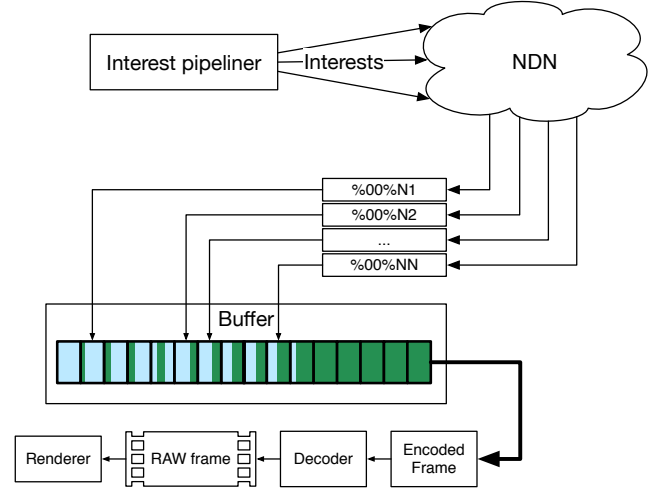 Interest pipeliner
Interests
NDN
%00%N1
%00%N2
...
%00%NN
Buffer
Renderer
RAW frame
Decoder
Encoded
Frame